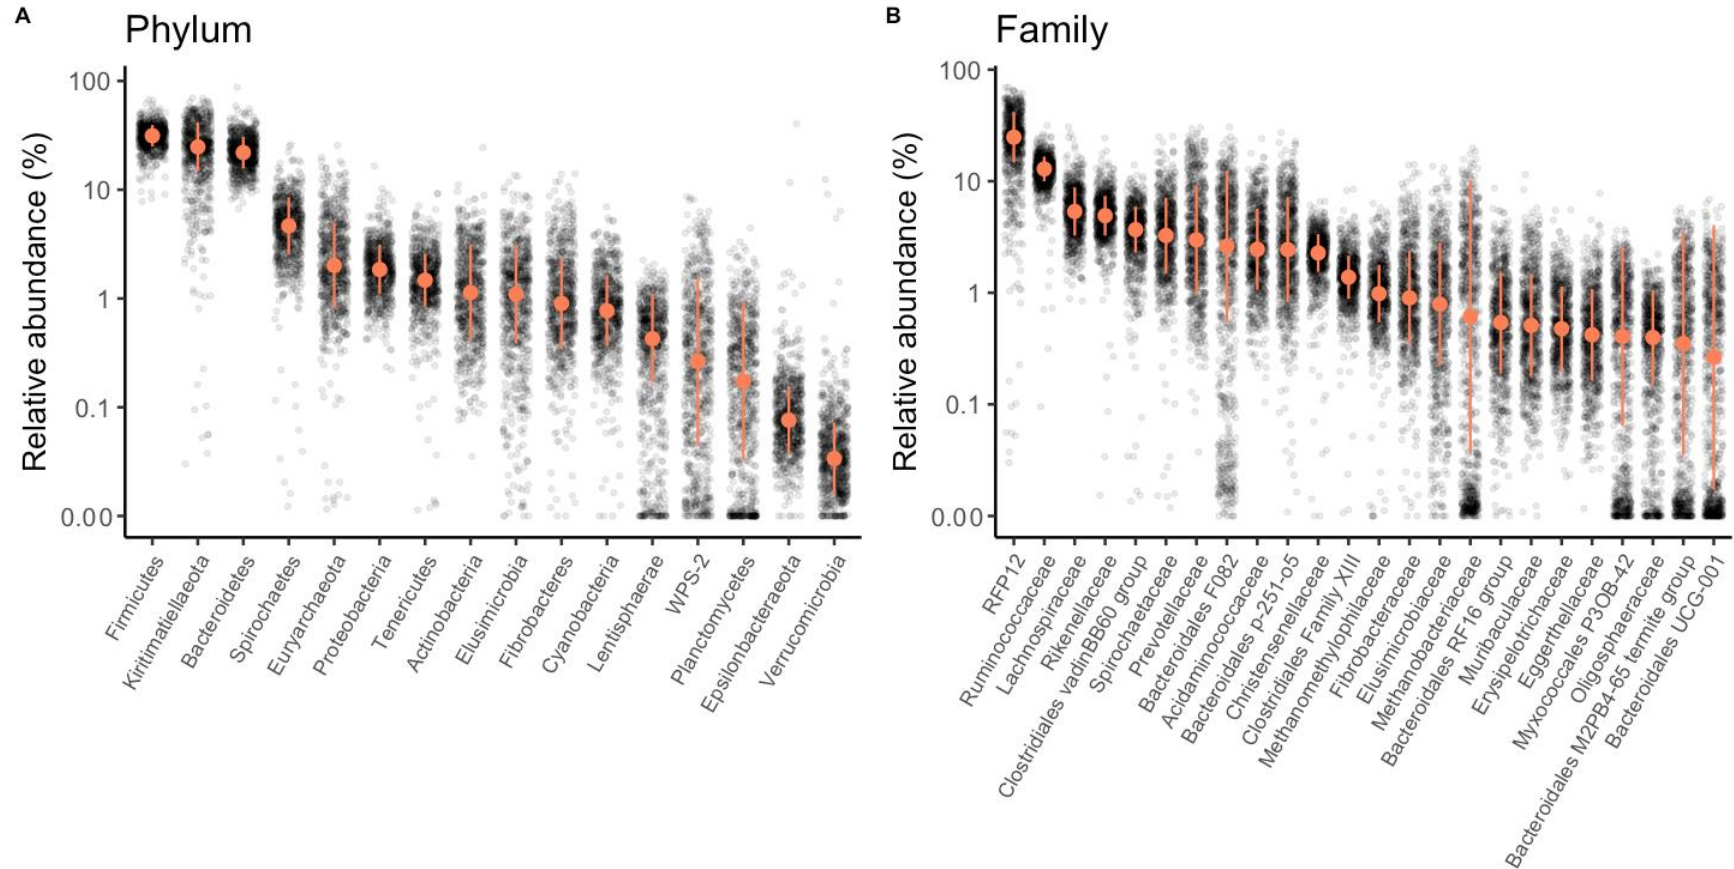 A
Phylum
Relative abundance (%)
100
10
1
0.1
0.00
Firmicutes
Kiritimatiellaeota
Bacteroidetes
Spirochaetes
Euryarchaeota
Proteobacteria
Tenericutes
Actinobacteria
Elusimicrobia
Fibrobacteres
Cyanobacteria
Lentisphaerae
WPS-2
Planctomycetes
Epsilonbacteraeota
Verrucomicrobia
B
Family
Relative abundance (%)
100
10
1
0.1
0.00
RFP12
Ruminococcaceae
Lachnospiraceae
Rikenellaceae
Clostridiales vadinBB60 group
Spirochaetaceae
Prevotellaceae
Bacteroidales F082
Acidaminococcaceae
Bacteroidales p-251-o5
Christensenellaceae
Clostridiales Family XIII
Methanomethylophilaceae
Fibrobacteraceae
Elusimicrobiaceae
Methanobacteriaceae
Bacteroidales RF16 group
Muribaculaceae
Erysipelotrichaceae
Eggerthellaceae
Myxococcales P3OB-42
Oligosphaeraceae
Bacteroidales M2PB4-65 termite group
Bacteroidales UCG-001